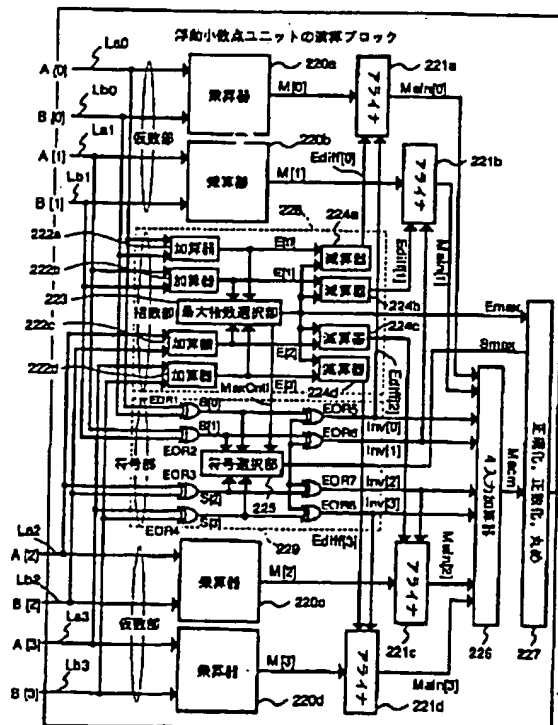 浮動小数点ユニットの演算ブロック
La0
A [0]
220a
乗算器
M[0]
221a
アライナ
Maln[0]
Lb0
B [0]
仮数部
La1
A [1]
220b
乗算器
M[1]
Ediff[0]
221b
アライナ
Lb1
B [1]
228
222a
加算器
E[1]
224a
減算器
Ediff[1]
Maln[1]
222b
加算器
E[1]
減算器
224b
223
指数部
最大指数選択部
Emax
222c
加算器
E[2]
減算器
224c
Smax
222d
加算器
E[3]
減算器
224d
Ediff[2]
MaxCntl
EOR1
S[0]
EOR5
Inv[0]
EOR2
S[1]
EOR6
Inv[1]
符号部
符号選択部
225
EOR3
S[2]
EOR7
Inv[2]
EOR4
S[3]
EOR8
Inv[3]
229
Ediff[3]
4入力加算器
226
Macm
正規化，正数化，丸め
227
La2
A [2]
Lb2
B [2]
乗算器
M[2]
220c
アライナ
221c
Maln[2]
仮数部
La3
A [3]
Lb3
B [3]
乗算器
M[3]
220d
アライナ
221d
Maln[3]